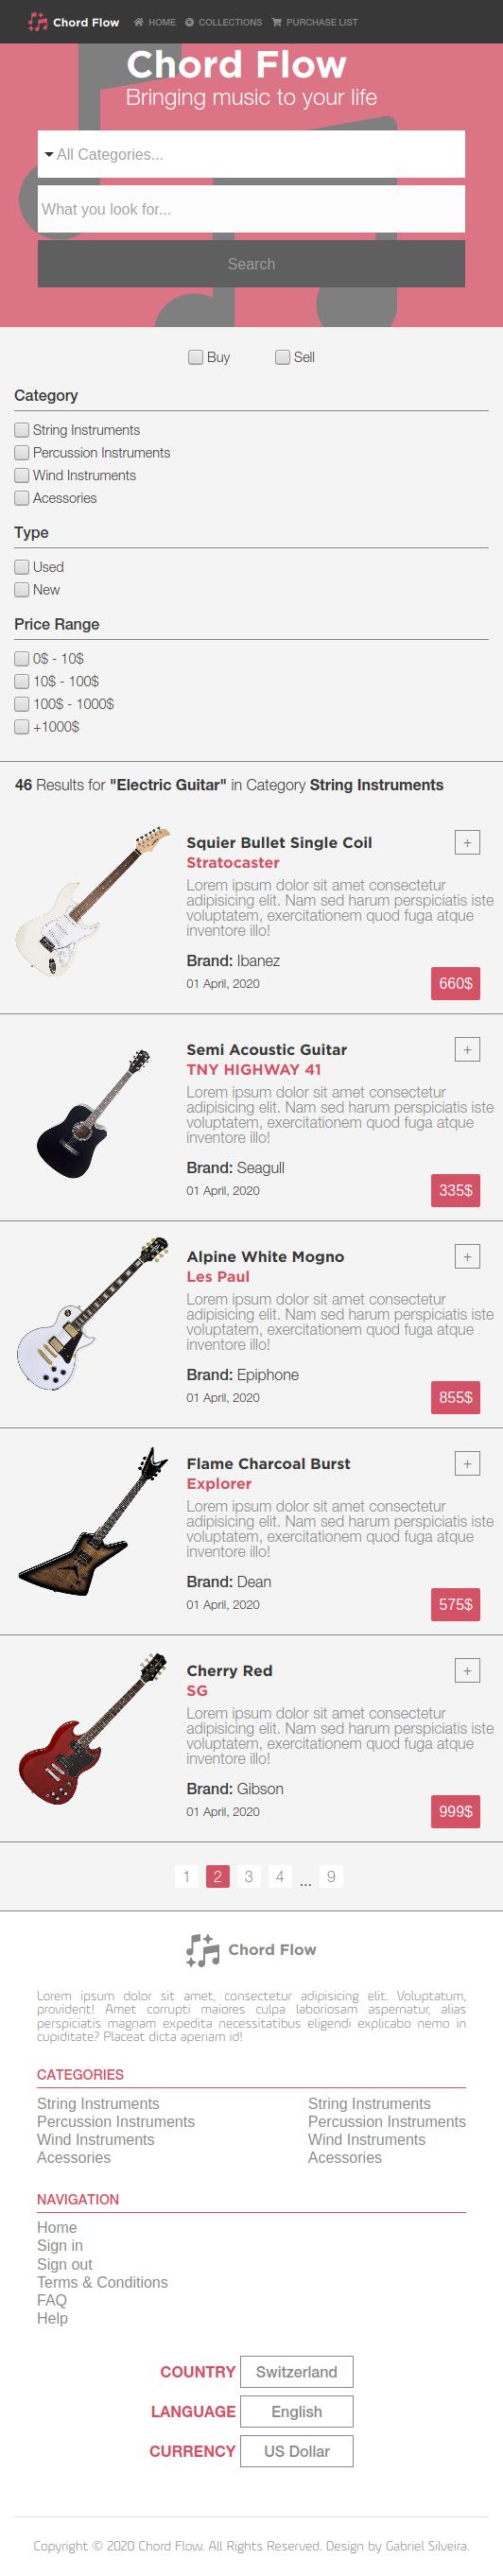 Chord Flow HOME COLLECTIONS PURCHASE LIST
Chord Flow
Bringing music to your life
All Categories...
What you look for...
Search
Buy Sell
Category
String Instruments
Percussion Instruments
Wind Instruments
Acessories
Type
Used
New
Price Range
0$ - 10$
10$ - 100$
100$ - 1000$
+1000$
46 Results for "Electric Guitar" in Category String Instruments
Squier Bullet Single Coil +
Stratocaster
Lorem ipsum dolor sit amet consectetur
adipisicing elit. Nam sed harum perspiciatis iste
voluptatem, exercitationem quod fuga atque
inventore illo!
Brand: Ibanez
01 April, 2020 660$
Semi Acoustic Guitar +
TNY HIGHWAY 41
Lorem ipsum dolor sit amet consectetur
adipisicing elit. Nam sed harum perspiciatis iste
voluptatem, exercitationem quod fuga atque
inventore illo!
Brand: Seagull
01 April, 2020 335$
Alpine White Mogno +
Les Paul
Lorem ipsum dolor sit amet consectetur
adipisicing elit. Nam sed harum perspiciatis iste
voluptatem, exercitationem quod fuga atque
inventore illo!
Brand: Epiphone
01 April, 2020 855$
Flame Charcoal Burst +
Explorer
Lorem ipsum dolor sit amet consectetur
adipisicing elit. Nam sed harum perspiciatis iste
voluptatem, exercitationem quod fuga atque
inventore illo!
Brand: Dean
01 April, 2020 575$
Cherry Red +
SG
Lorem ipsum dolor sit amet consectetur
adipisicing elit. Nam sed harum perspiciatis iste
voluptatem, exercitationem quod fuga atque
inventore illo!
Brand: Gibson
01 April, 2020 999$
1 2 3 4 ... 9
Chord Flow
Lorem ipsum dolor sit amet, consectetur adipisicing elit. Voluptatum,
provident! Amet corrupti maiores culpa laboriosam aspernatur, alias
perspiciatis magnam expedita necessitatibus eligendi explicabo nemo in
cupiditate? Placeat dicta aperiam id!
CATEGORIES
String Instruments String Instruments
Percussion Instruments Percussion Instruments
Wind Instruments Wind Instruments
Acessories Acessories
NAVIGATION
Home
Sign in
Sign out
Terms & Conditions
FAQ
Help
COUNTRY Switzerland
LANGUAGE English
CURRENCY US Dollar
Copyright © 2020 Chord Flow. All Rights Reserved. Design by Gabriel Silveira.